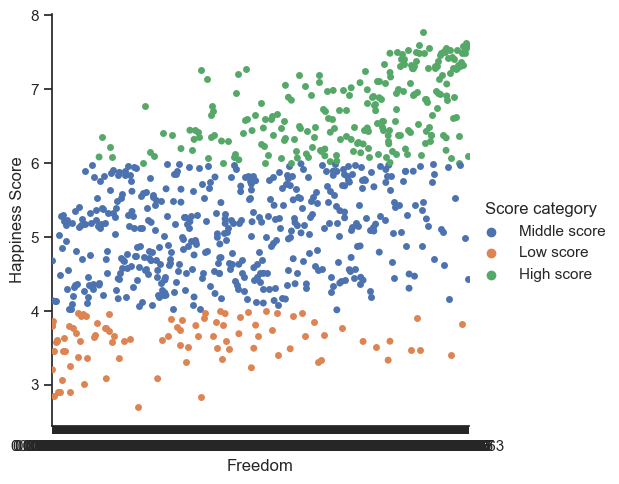 8
7
6
5
4
3
Happiness Score
Freedom
Score category
Middle score
Low score
High score